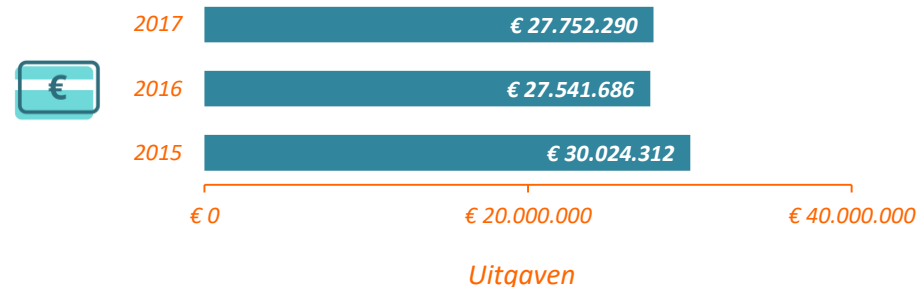 2017 € 27.752.290
€
2016 € 27.541.686
2015 € 30.024.312
€ 0 € 20.000.000 € 40.000.000
Uitgaven